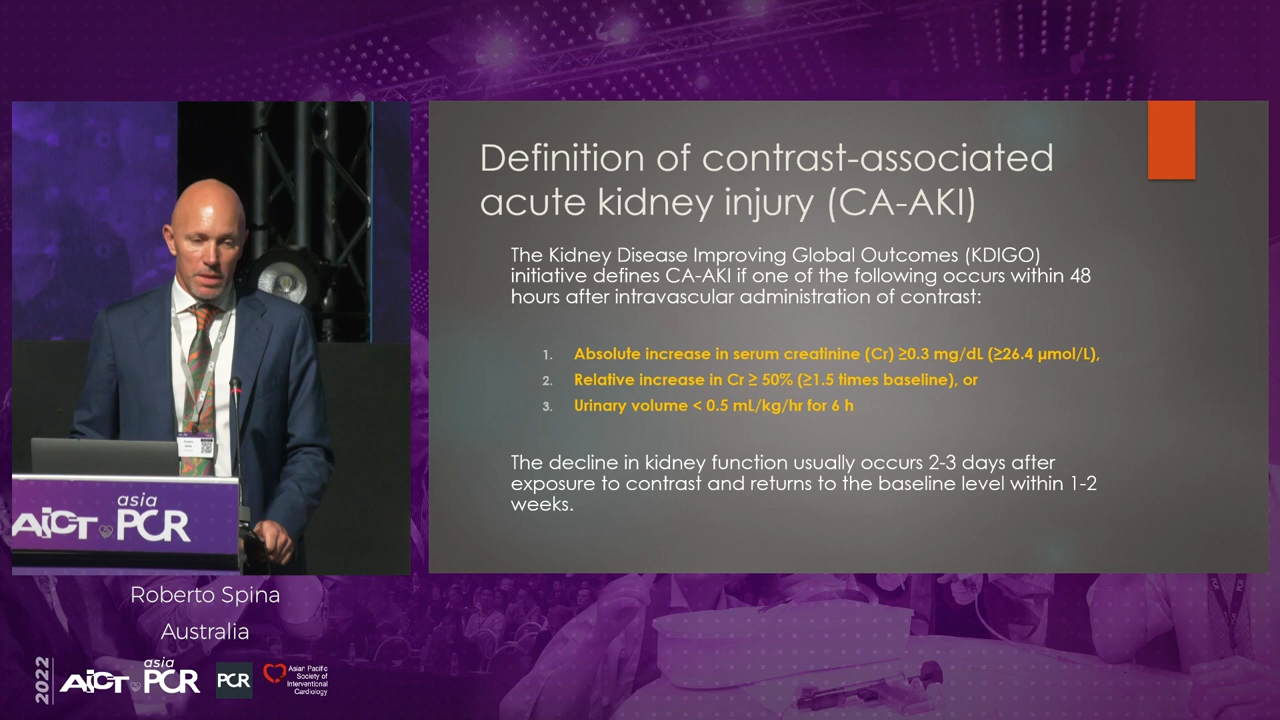 Definition of contrast-associated
acute kidney injury (CA-AKI)
The Kidney Disease Improving Global Outcomes (KDIGO)
initiative defines CA-AKI if one of the following occurs within 48
hours after intravascular administration of contrast:
1. Absolute increase in serum creatinine (Cr) ≥0.3 mg/dL (≥26.4 µmol/L),
2. Relative increase in Cr ≥ 50% (≥1.5 times baseline), or
3. Urinary volume < 0.5 mL/kg/hr for 6 h
The decline in kidney function usually occurs 2-3 days after
exposure to contrast and returns to the baseline level within 1-2
weeks.
asia
AICT PCR
Roberto Spina
Australia
2022
asia
AICT PCR
PCR
Asian Pacific
Society of
Interventional
Cardiology